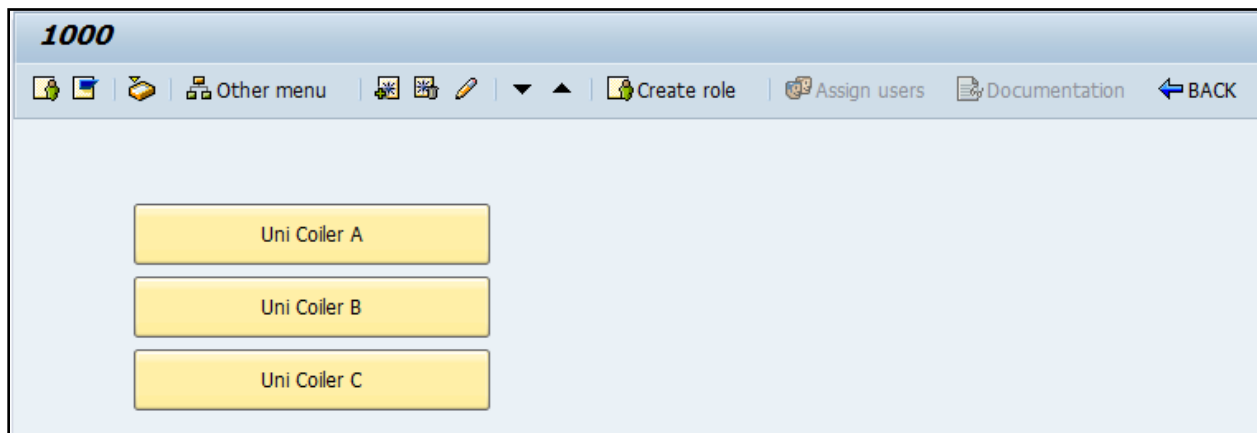 1000
Other menu Create role Assign users Documentation BACK
Uni Coiler A
Uni Coiler B
Uni Coiler C